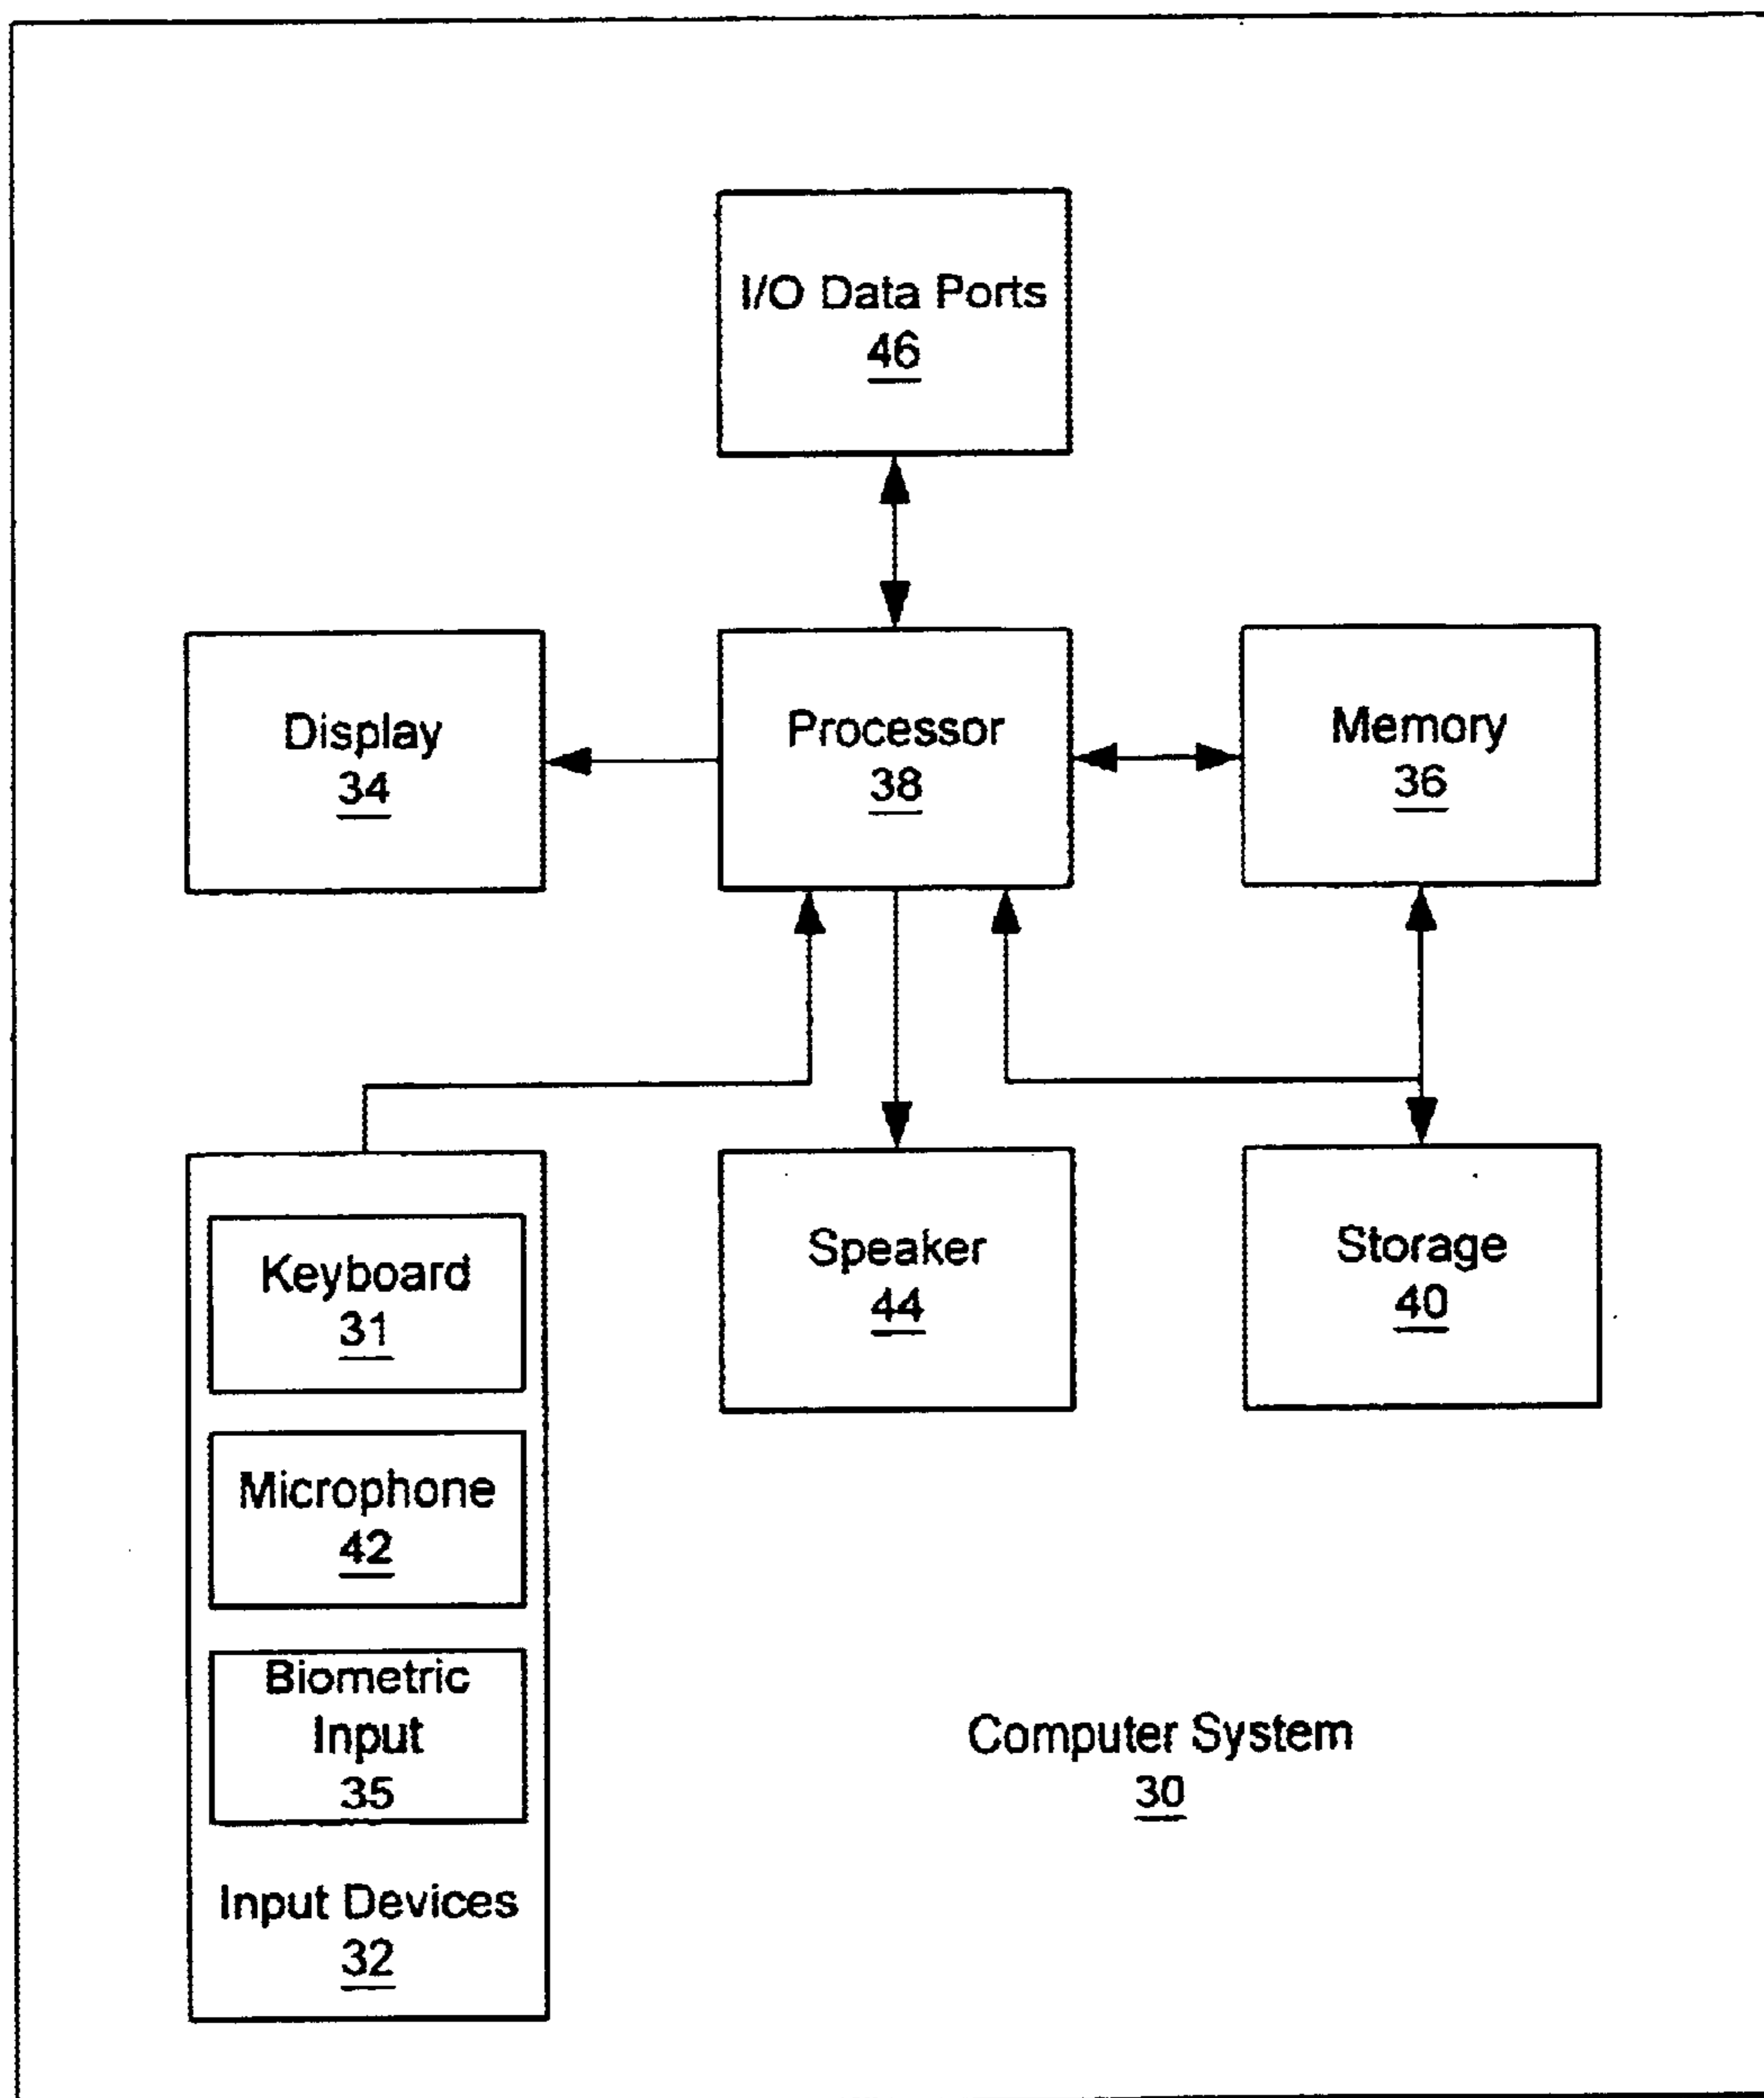 I/O Data Ports
46
Display
34
Processor
38
Memory
36
Keyboard
31
Microphone
42
Biometric
Input
35
Input Devices
32
Speaker
44
Storage
40
Computer System
30